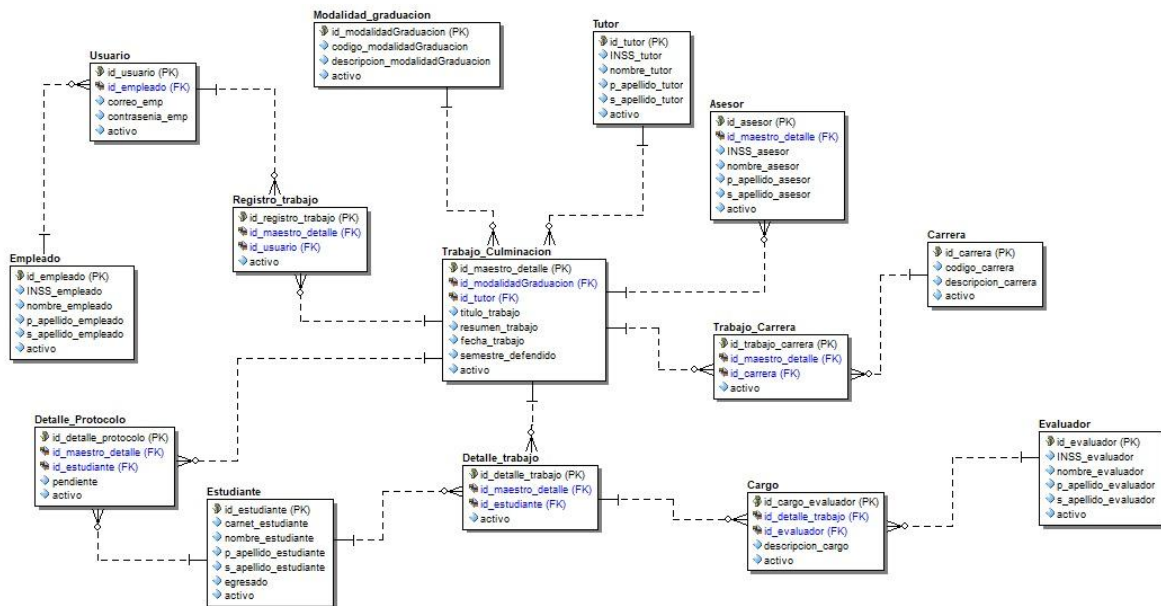 Modalidad_graduacion
id_modalidadGraduacion (PK)
codigo_modalidadGraduacion
descripcion_modalidadGraduacion
activo
Tutor
id_tutor (PK)
INSS_tutor
nombre_tutor
p_apellido_tutor
s_apellido_tutor
activo
Usuario
id_usuario (PK)
id_empleado (FK)
correo_emp
contrasenia_emp
activo
Asesor
id_asesor (PK)
id_maestro_detalle (FK)
INSS_asesor
nombre_asesor
p_apellido_asesor
s_apellido_asesor
activo
Registro_trabajo
id_registro_trabajo (PK)
id_maestro_detalle (FK)
id_usuario (FK)
activo
Empleado
id_empleado (PK)
INSS_empleado
nombre_empleado
p_apellido_empleado
s_apellido_empleado
activo
Trabajo_Culminacion
id_maestro_detalle (PK)
id_modalidadGraduacion (FK)
id_tutor (FK)
titulo_trabajo
resumen_trabajo
fecha_trabajo
semestre_defendido
activo
Carrera
id_carrera (PK)
codigo_carrera
descripcion_carrera
activo
Trabajo_Carrera
id_trabajo_carrera (PK)
id_maestro_detalle (FK)
id_carrera (FK)
activo
Detalle_Protocolo
id_detalle_protocolo (PK)
id_maestro_detalle (FK)
id_estudiante (FK)
pendiente
activo
Estudiante
id_estudiante (PK)
carnet_estudiante
nombre_estudiante
p_apellido_estudiante
s_apellido_estudiante
egresado
activo
Detalle_trabajo
id_detalle_trabajo (PK)
id_maestro_detalle (FK)
id_estudiante (FK)
activo
Cargo
id_cargo_evaluador (PK)
id_detalle_trabajo (FK)
id_evaluador (FK)
descripcion_cargo
activo
Evaluador
id_evaluador (PK)
INSS_evaluador
nombre_evaluador
p_apellido_evaluador
s_apellido_evaluador
activo